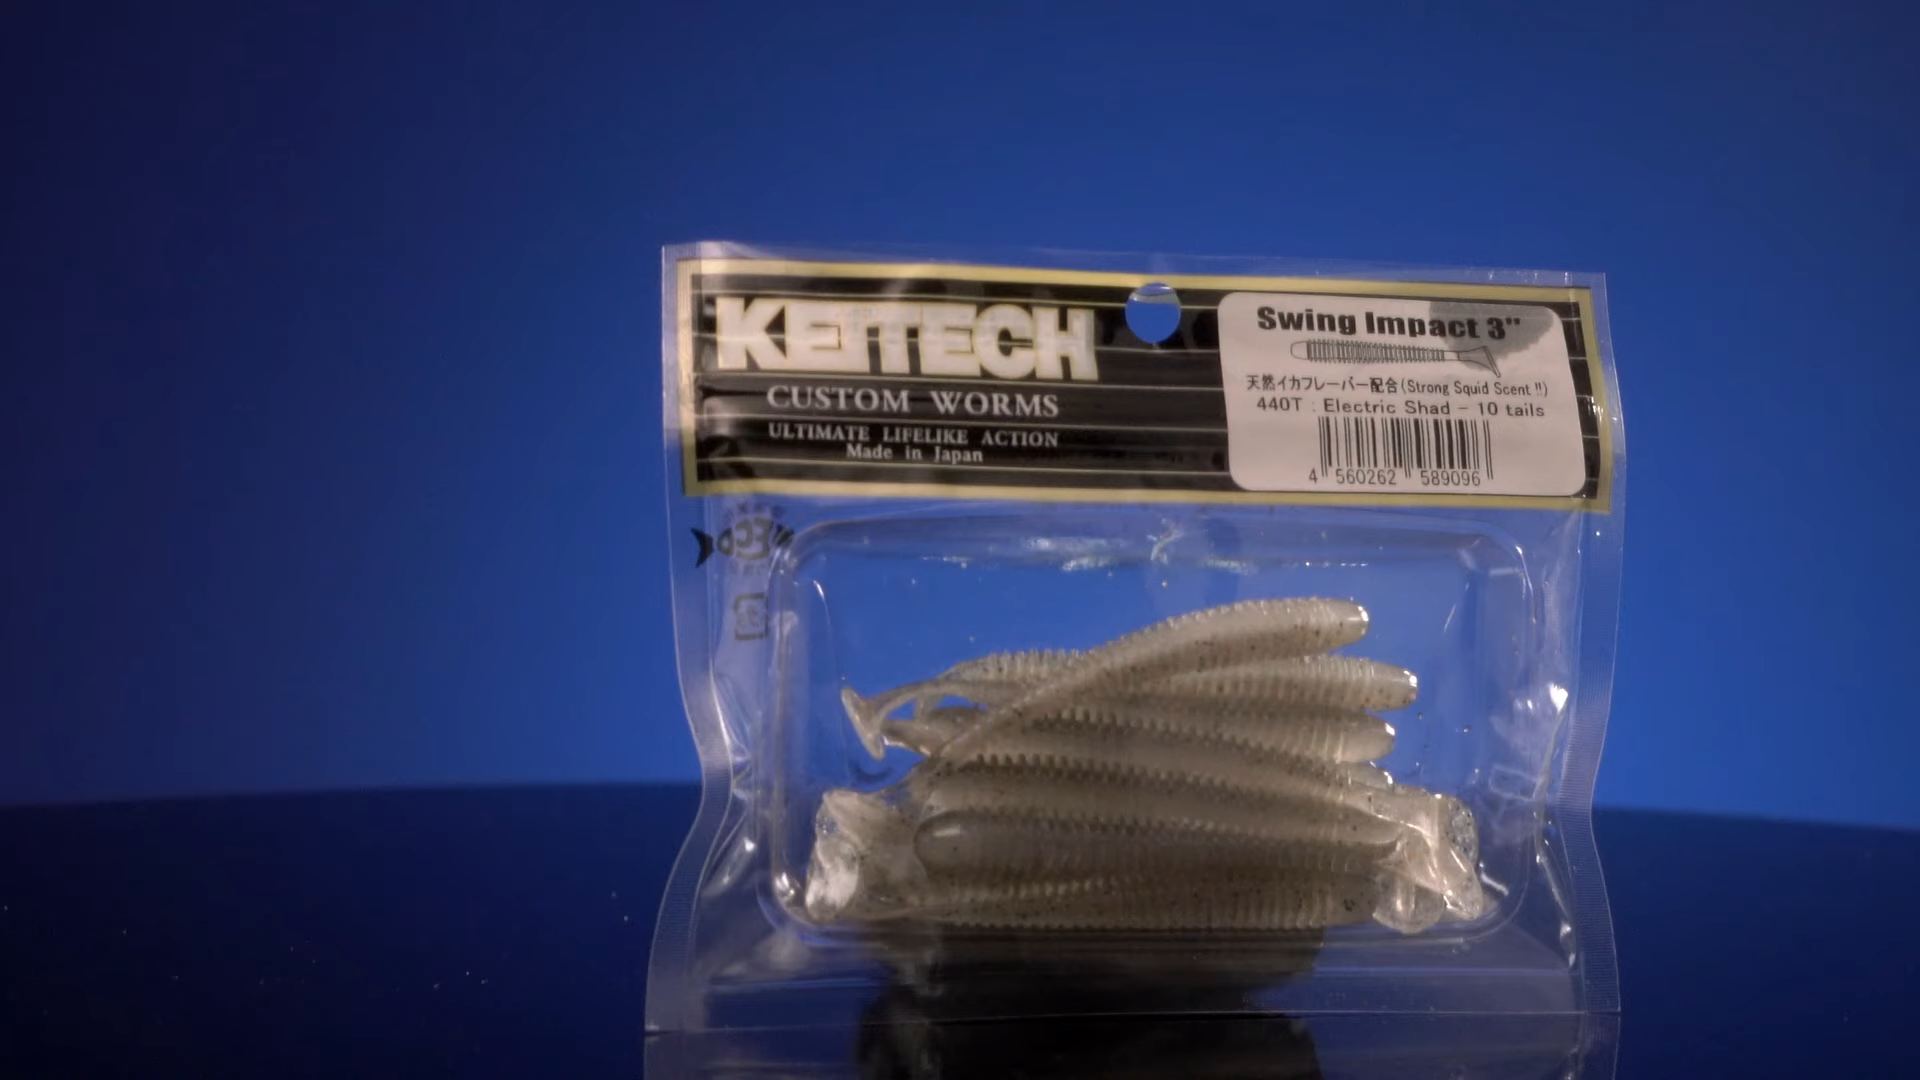 KEITECH
CUSTOM WORMS
ULTIMATE LIFELIKE ACTION
Made in Japan
Swing Impact 3"
天然イカフレーバー配合(Strong Squid Scent !!)
440T : Electric Shad - 10 tails
4 560262 589096